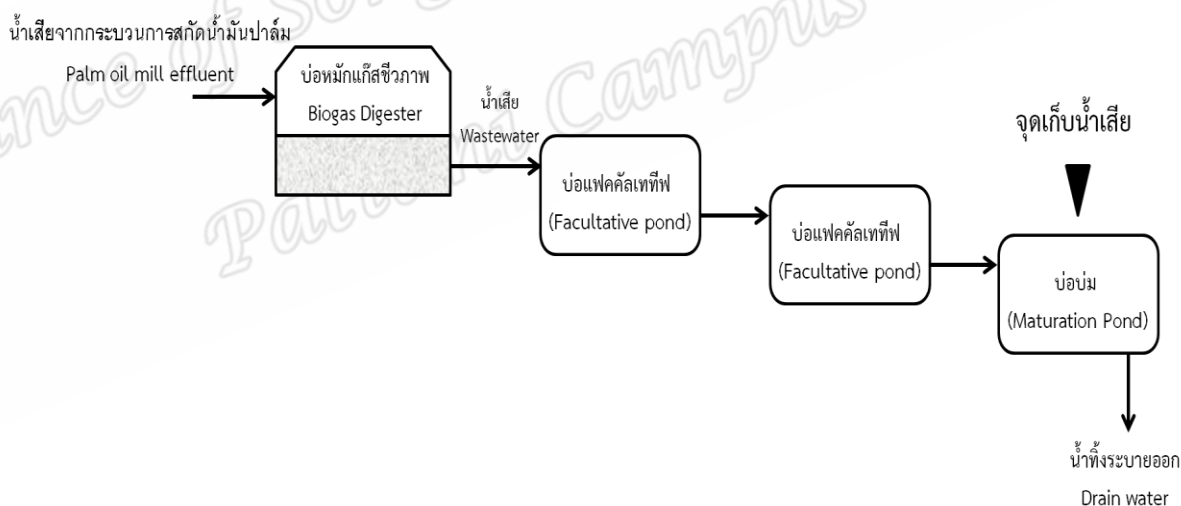 น้ำเสียจากกระบวนการสกัดน้ำมันปาล์ม
Palm oil mill effluent
บ่อหมักแก๊สชีวภาพ
Biogas Digester
น้ำเสีย
Wastewater
บ่อแฟคคัลเททีฟ
(Facultative pond)
บ่อแฟคคัลเททีฟ
(Facultative pond)
จุดเก็บน้ำเสีย
บ่อบ่ม
(Maturation Pond)
น้ำทิ้งระบายออก
Drain water
nce of Song
Pattani Campus